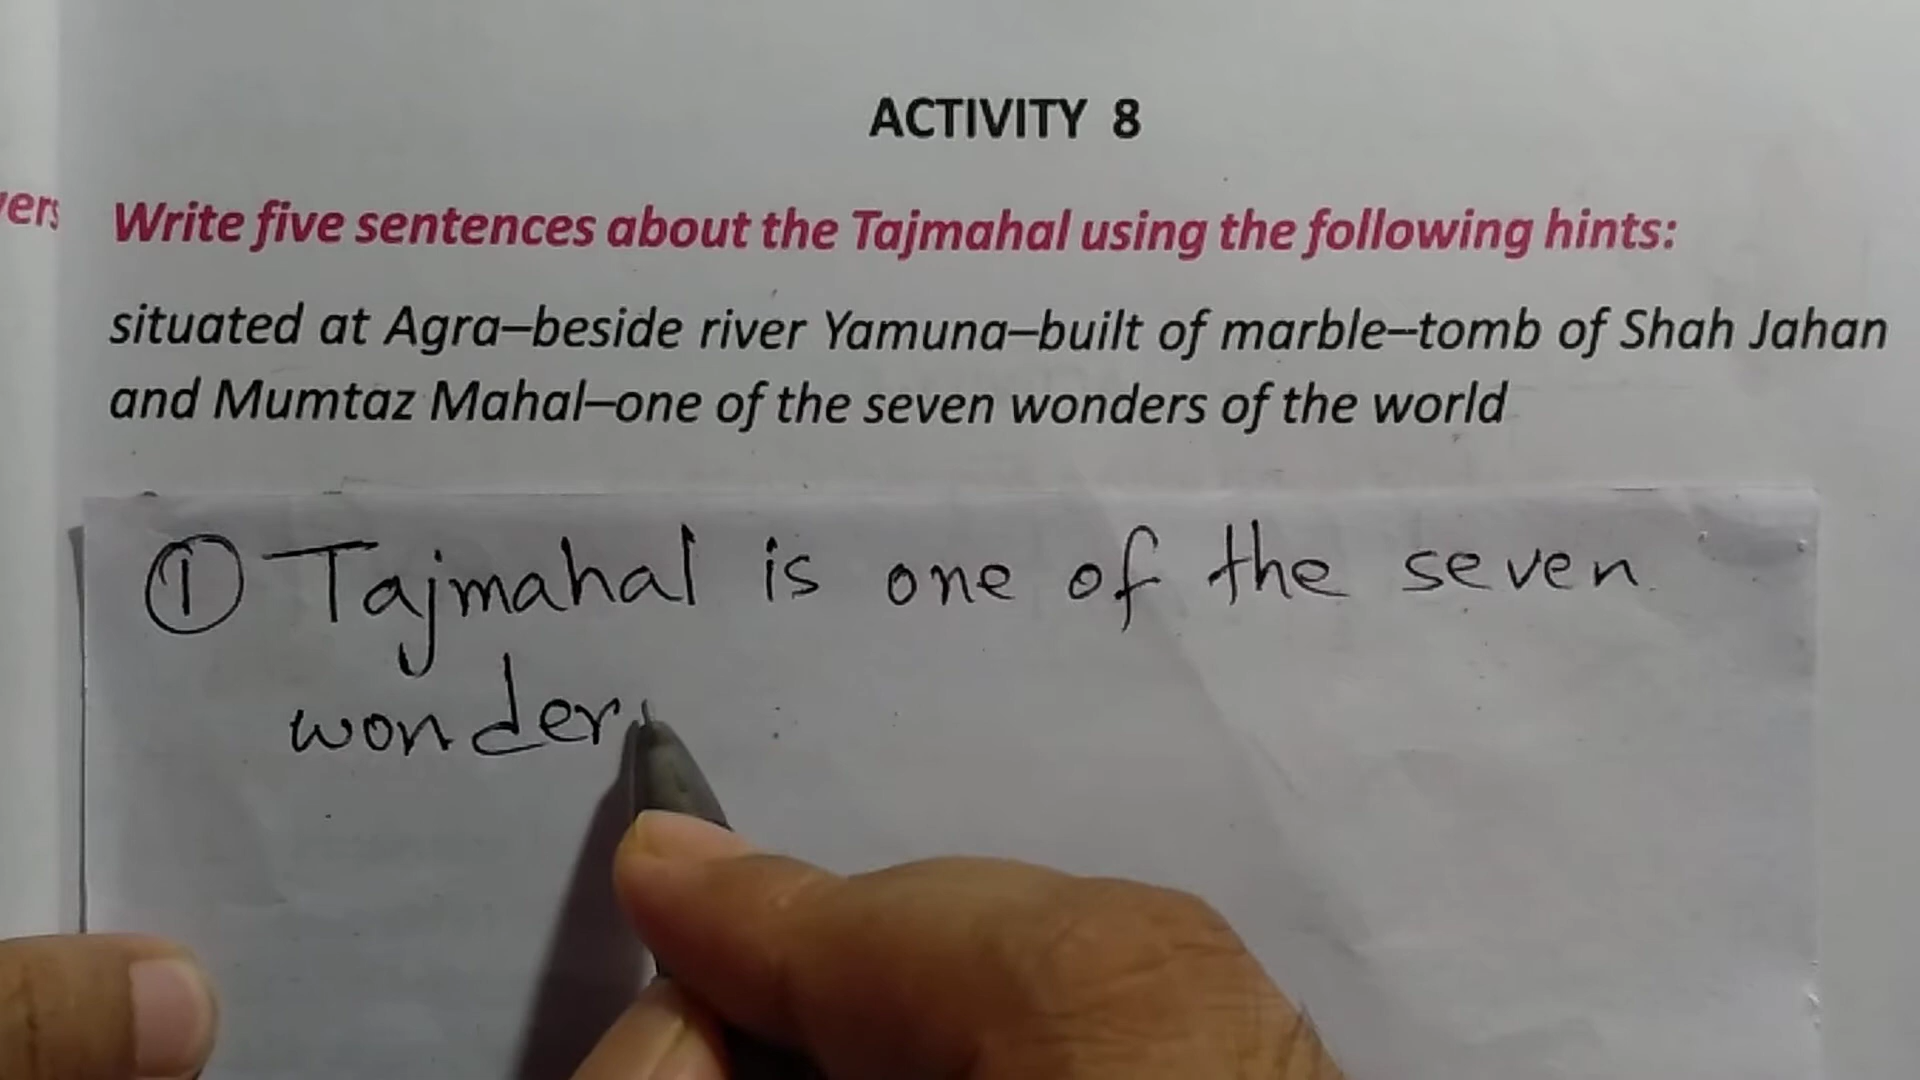 ACTIVITY 8
vers
Write five sentences about the Tajmahal using the following hints:
situated at Agra–beside river Yamuna–built of marble–tomb of Shah Jahan
and Mumtaz Mahal–one of the seven wonders of the world
① Tajmahal is one of the seven
wonder